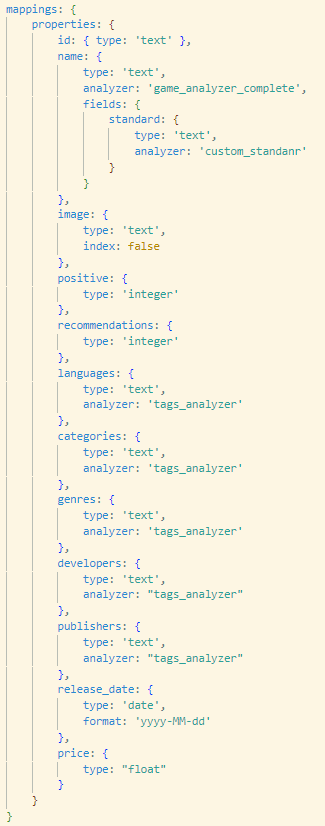 mappings: {
properties: {
id: { type: 'text' },
name: {
type: 'text',
analyzer: 'game_analyzer_complete',
fields: {
standard: {
type: 'text',
analyzer: 'custom_standanr'
}
}
},
image: {
type: 'text',
index: false
},
positive: {
type: 'integer'
},
recommendations: {
type: 'integer'
},
languages: {
type: 'text',
analyzer: 'tags_analyzer'
},
categories: {
type: 'text',
analyzer: 'tags_analyzer'
},
genres: {
type: 'text',
analyzer: 'tags_analyzer'
},
developers: {
type: 'text',
analyzer: "tags_analyzer"
},
publishers: {
type: 'text',
analyzer: "tags_analyzer"
},
release_date: {
type: 'date',
format: 'yyyy-MM-dd'
},
price: {
type: "float"
}
}
}